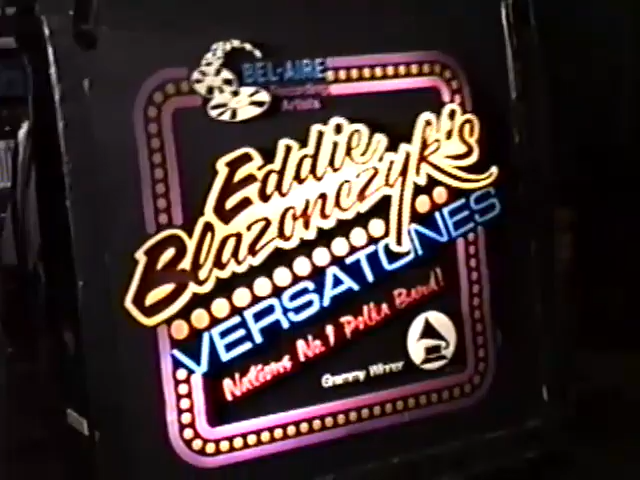 BEL-AIRE
Recording
Artists
Eddie
Blazonczyk's
VERSATONES
Nations No. 1 Polka Band!
Grammy Winner